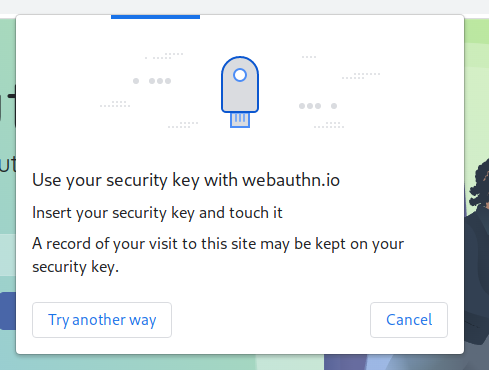 Use your security key with webauthn.io
Insert your security key and touch it
A record of your visit to this site may be kept on your
security key.
Try another way
Cancel